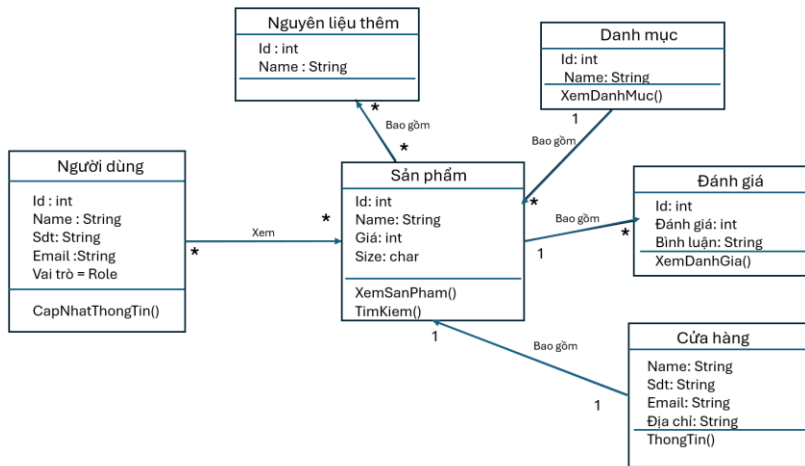 Nguyên liệu thêm
Id : int
Name : String
Danh mục
Id: int
Name: String
XemDanhMuc()
*
Bao gồm
*
1
Bao gồm
*
Người dùng
Id : int
Name : String
Sdt: String
Email :String
Vai trò = Role
CapNhatThongTin()
*
Xem
*
Sản phẩm
Id: int
Name: String
Giá: int
Size: char
XemSanPham()
TimKiem()
Bao gồm
1
*
Đánh giá
Id: int
Đánh giá: int
Bình luận: String
XemDanhGia()
1
Bao gồm
1
Cửa hàng
Name: String
Sdt: String
Email: String
Địa chỉ: String
ThongTin()